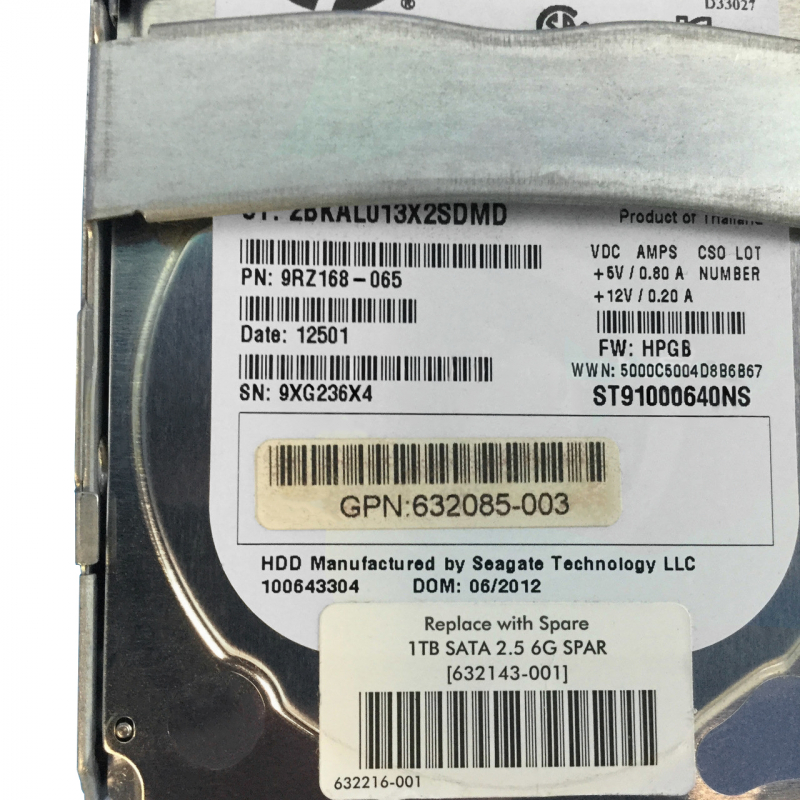 ®
D33027
CT: 2BKAL013X2SDMD
Product of Thailand
PN: 9RZ168-065
VDC AMPS CSO LOT
+5V / 0.80 A NUMBER
+12V / 0.20 A
Date: 12501
FW: HPGB
WWN: 5000C5004D8B6B67
SN: 9XG236X4
ST91000640NS
GPN:632085-003
HDD Manufactured by Seagate Technology LLC
100643304 DOM: 06/2012
Replace with Spare
1TB SATA 2.5 6G SPAR
[632143-001]
632216-001